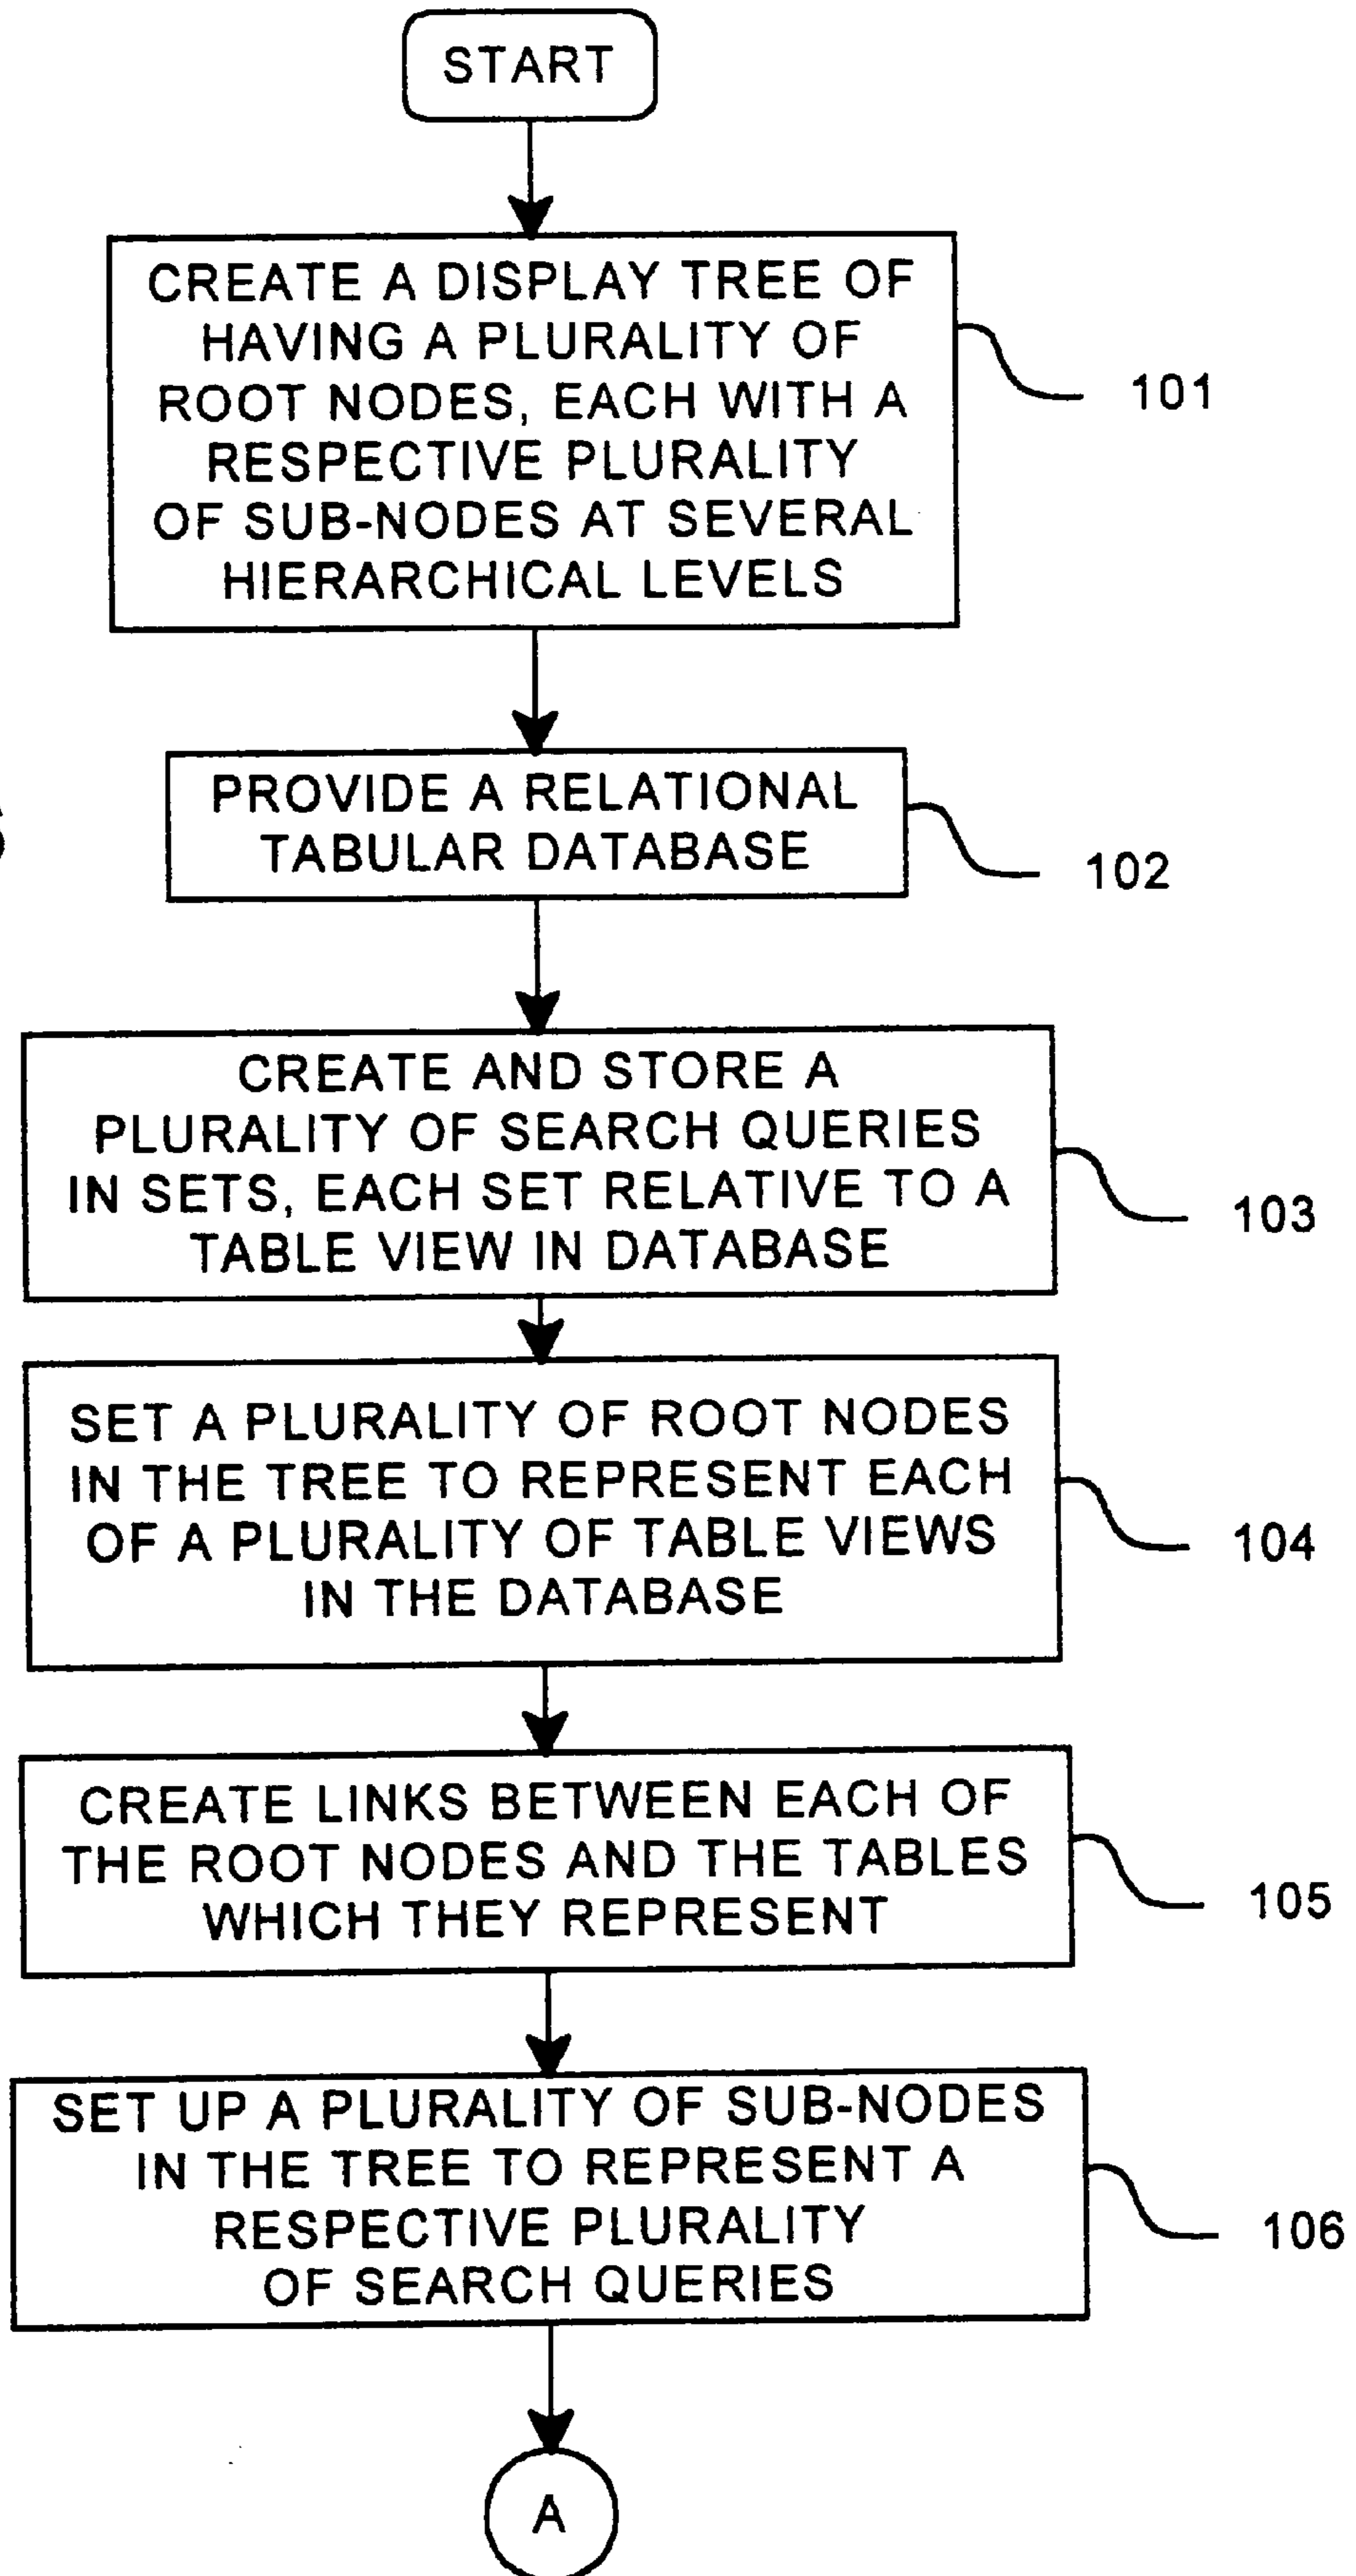 START
CREATE A DISPLAY TREE OF
HAVING A PLURALITY OF
ROOT NODES, EACH WITH A
RESPECTIVE PLURALITY
OF SUB-NODES AT SEVERAL
HIERARCHICAL LEVELS
101
PROVIDE A RELATIONAL
TABULAR DATABASE
102
CREATE AND STORE A
PLURALITY OF SEARCH QUERIES
IN SETS, EACH SET RELATIVE TO A
TABLE VIEW IN DATABASE
103
SET A PLURALITY OF ROOT NODES
IN THE TREE TO REPRESENT EACH
OF A PLURALITY OF TABLE VIEWS
IN THE DATABASE
104
CREATE LINKS BETWEEN EACH OF
THE ROOT NODES AND THE TABLES
WHICH THEY REPRESENT
105
SET UP A PLURALITY OF SUB-NODES
IN THE TREE TO REPRESENT A
RESPECTIVE PLURALITY
OF SEARCH QUERIES
106
A